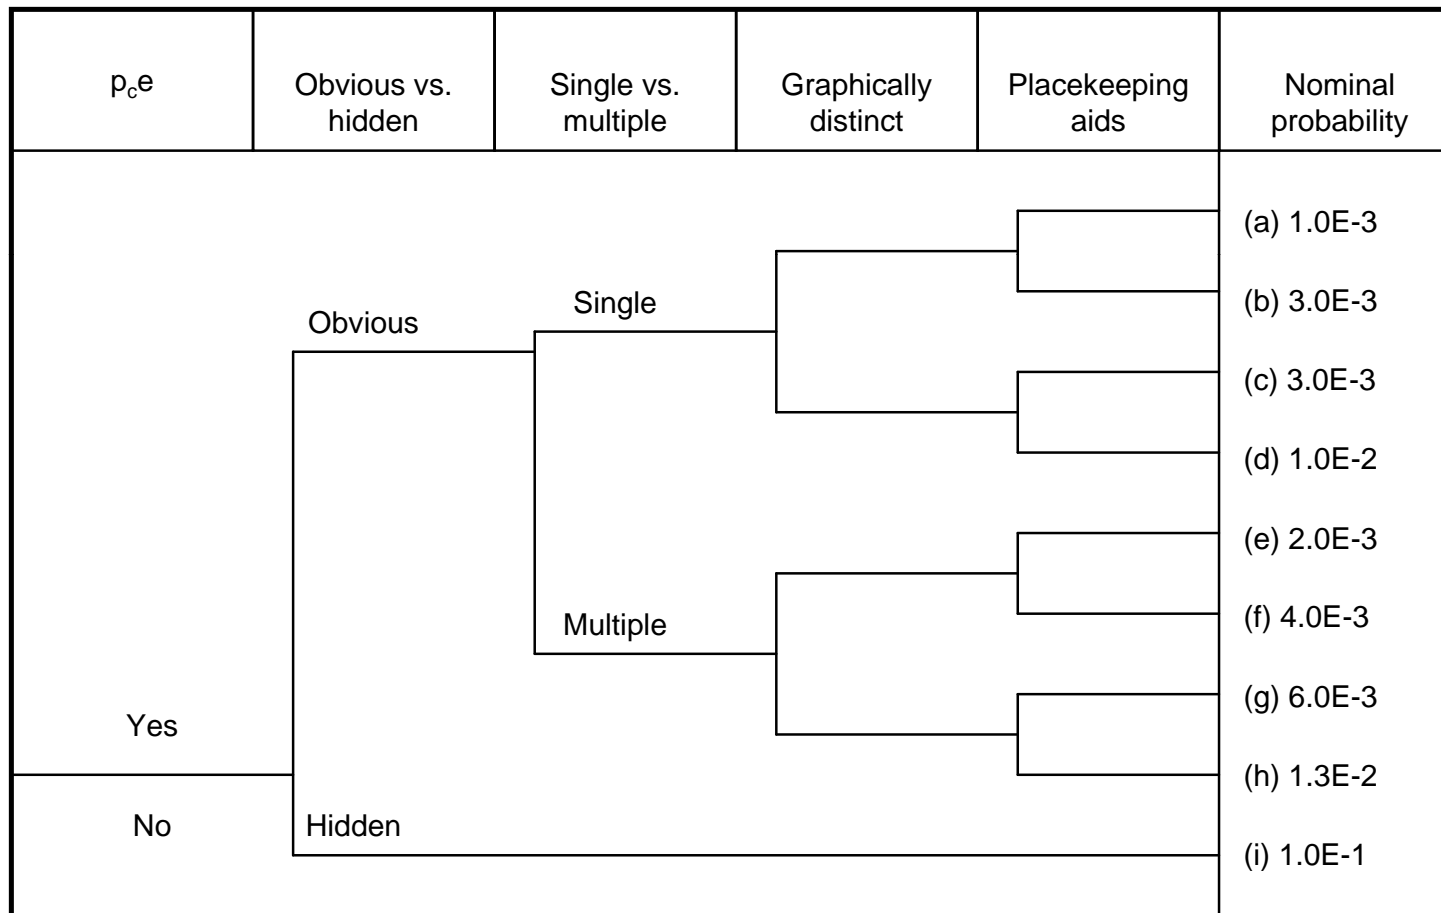 pce
Obvious vs.
hidden
Single vs.
multiple
Graphically
distinct
Placekeeping
aids
Nominal
probability
(a) 1.0E-3
(b) 3.0E-3
Single
Obvious
(c) 3.0E-3
(d) 1.0E-2
(e) 2.0E-3
(f) 4.0E-3
Multiple
(g) 6.0E-3
Yes
(h) 1.3E-2
No
Hidden
(i) 1.0E-1